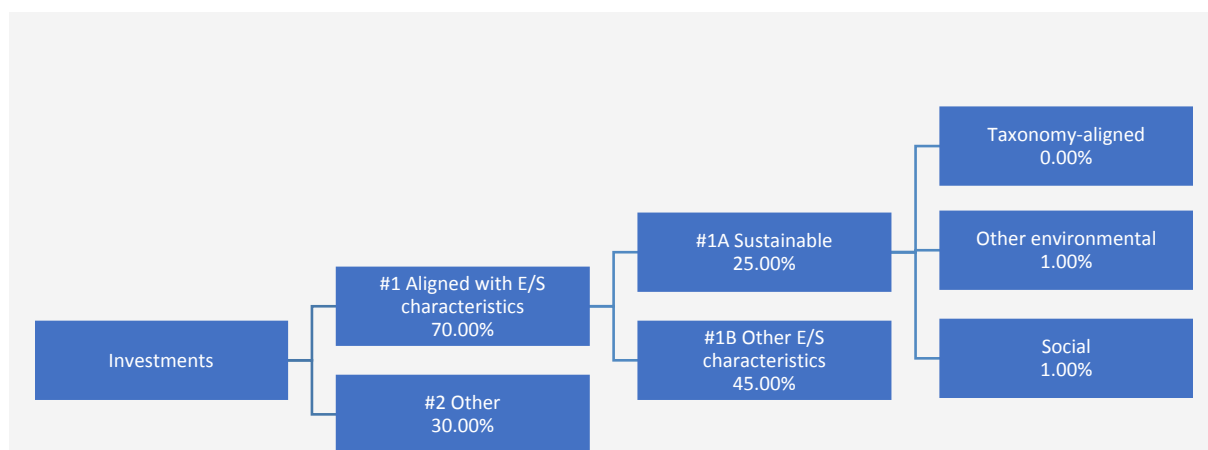 Investments
#1 Aligned with E/S
characteristics
70.00%
#2 Other
30.00%
#1A Sustainable
25.00%
#1B Other E/S
characteristics
45.00%
Taxonomy-aligned
0.00%
Other environmental
1.00%
Social
1.00%